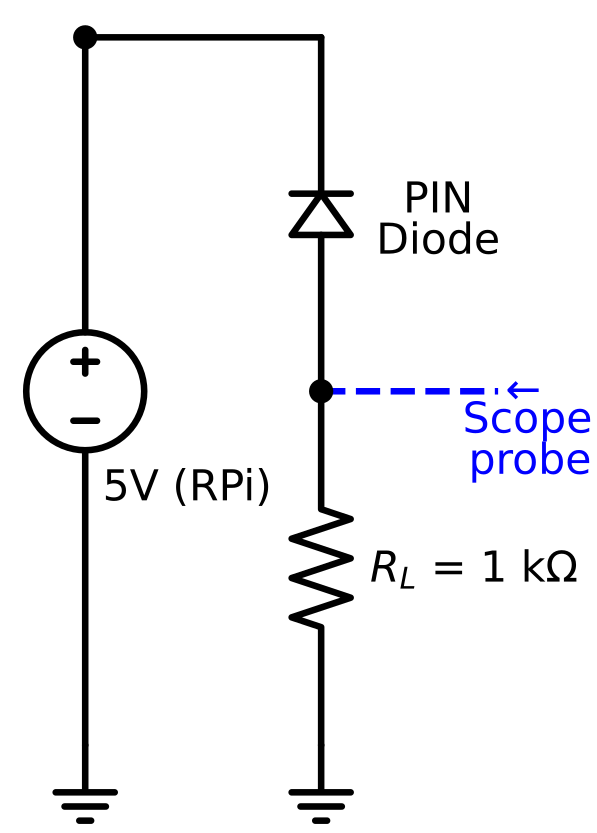 PIN
Diode
←
Scope
probe
5V (RPi)
R_L = 1 kΩ